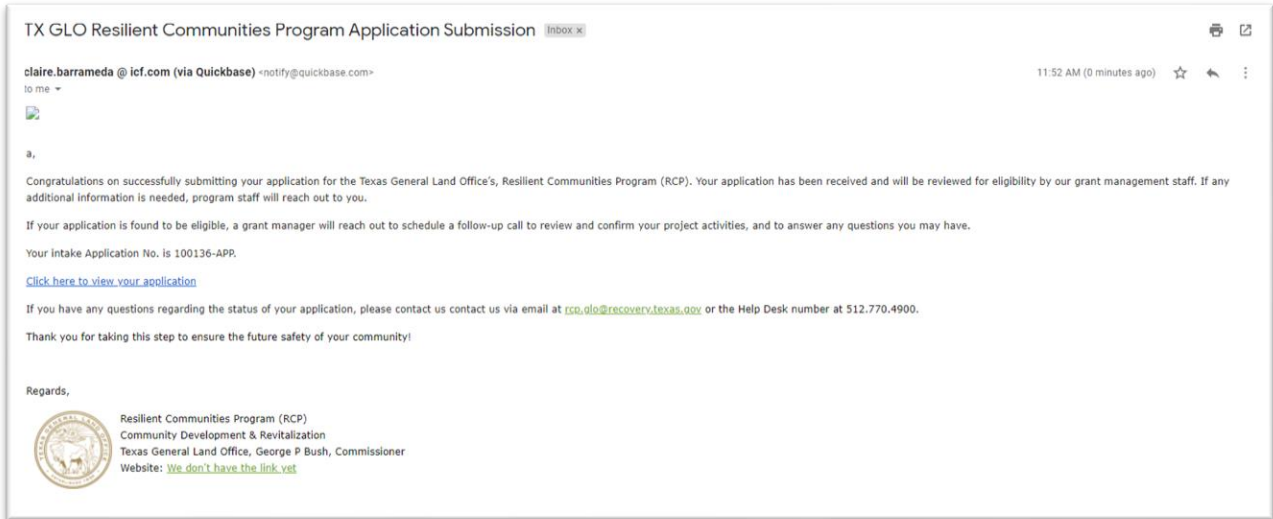 TX GLO Resilient Communities Program Application Submission Inbox x
claire.barrameda @ icf.com (via Quickbase) <notify@quickbase.com> 11:52 AM (0 minutes ago)
to me
a,
Congratulations on successfully submitting your application for the Texas General Land Office's, Resilient Communities Program (RCP). Your application has been received and will be reviewed for eligibility by our grant management staff. If any
additional information is needed, program staff will reach out to you.
If your application is found to be eligible, a grant manager will reach out to schedule a follow-up call to review and confirm your project activities, and to answer any questions you may have.
Your intake Application No. is 100136-APP.
Click here to view your application
If you have any questions regarding the status of your application, please contact us contact us via email at rcp.glo@recovery.texas.gov or the Help Desk number at 512.770.4900.
Thank you for taking this step to ensure the future safety of your community!
Regards,
TEXAS GENERAL LAND OFFICE
Resilient Communities Program (RCP)
Community Development & Revitalization
Texas General Land Office, George P Bush, Commissioner
Website: We don't have the link yet